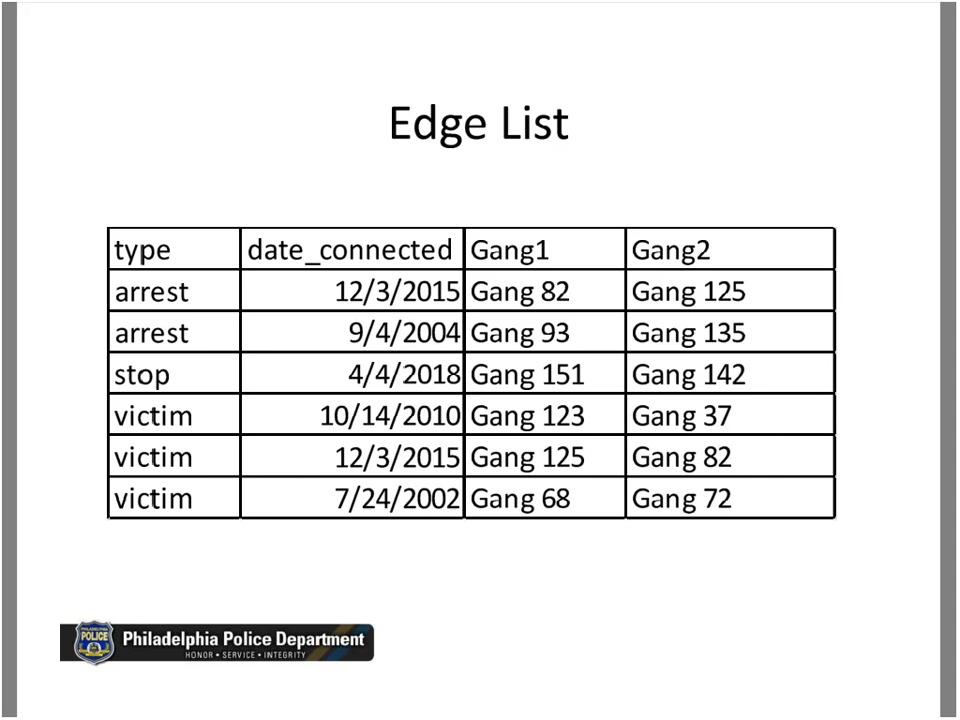 Edge List
type date_connected Gang1 Gang2
arrest 12/3/2015 Gang 82 Gang 125
arrest 9/4/2004 Gang 93 Gang 135
stop 4/4/2018 Gang 151 Gang 142
victim 10/14/2010 Gang 123 Gang 37
victim 12/3/2015 Gang 125 Gang 82
victim 7/24/2002 Gang 68 Gang 72
POLICE
Philadelphia Police Department
HONOR • SERVICE • INTEGRITY